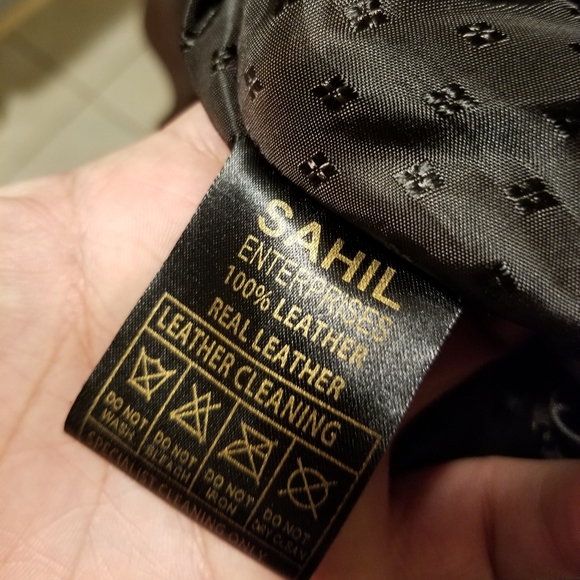 SAHIL
ENTERPRISES
100% LEATHER
REAL LEATHER
LEATHER CLEANING
DO NOT WASH
DO NOT BLEACH
DO NOT IRON
DO NOT DRY CLEAN
SPECIALIST CLEANING ONLY